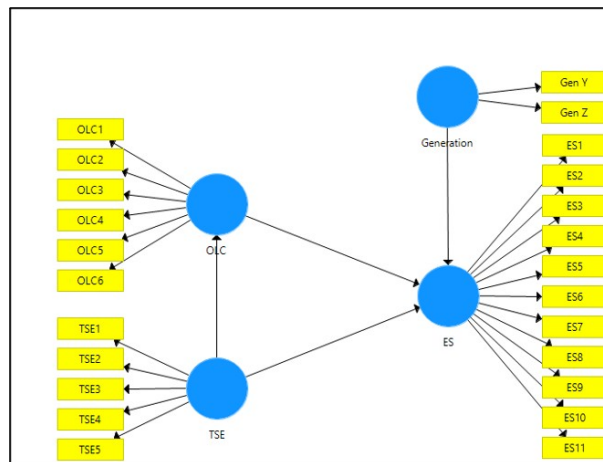 OLC1
OLC2
OLC3
OLC4
OLC5
OLC6
OLC
TSE1
TSE2
TSE3
TSE4
TSE5
TSE
Generation
Gen Y
Gen Z
ES1
ES2
ES3
ES4
ES5
ES6
ES7
ES8
ES9
ES10
ES11
ES